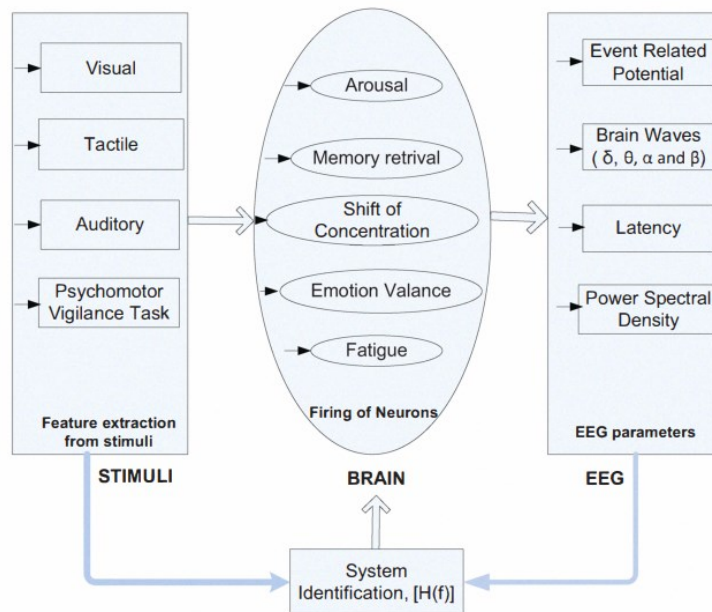 Visual
Tactile
Auditory
Psychomotor
Vigilance Task
Feature extraction
from stimuli
STIMULI
Arousal
Memory retrival
Shift of
Concentration
Emotion Valance
Fatigue
Firing of Neurons
BRAIN
Event Related
Potential
Brain Waves
( δ, θ, α and β)
Latency
Power Spectral
Density
EEG parameters
EEG
System
Identification, [H(f)]